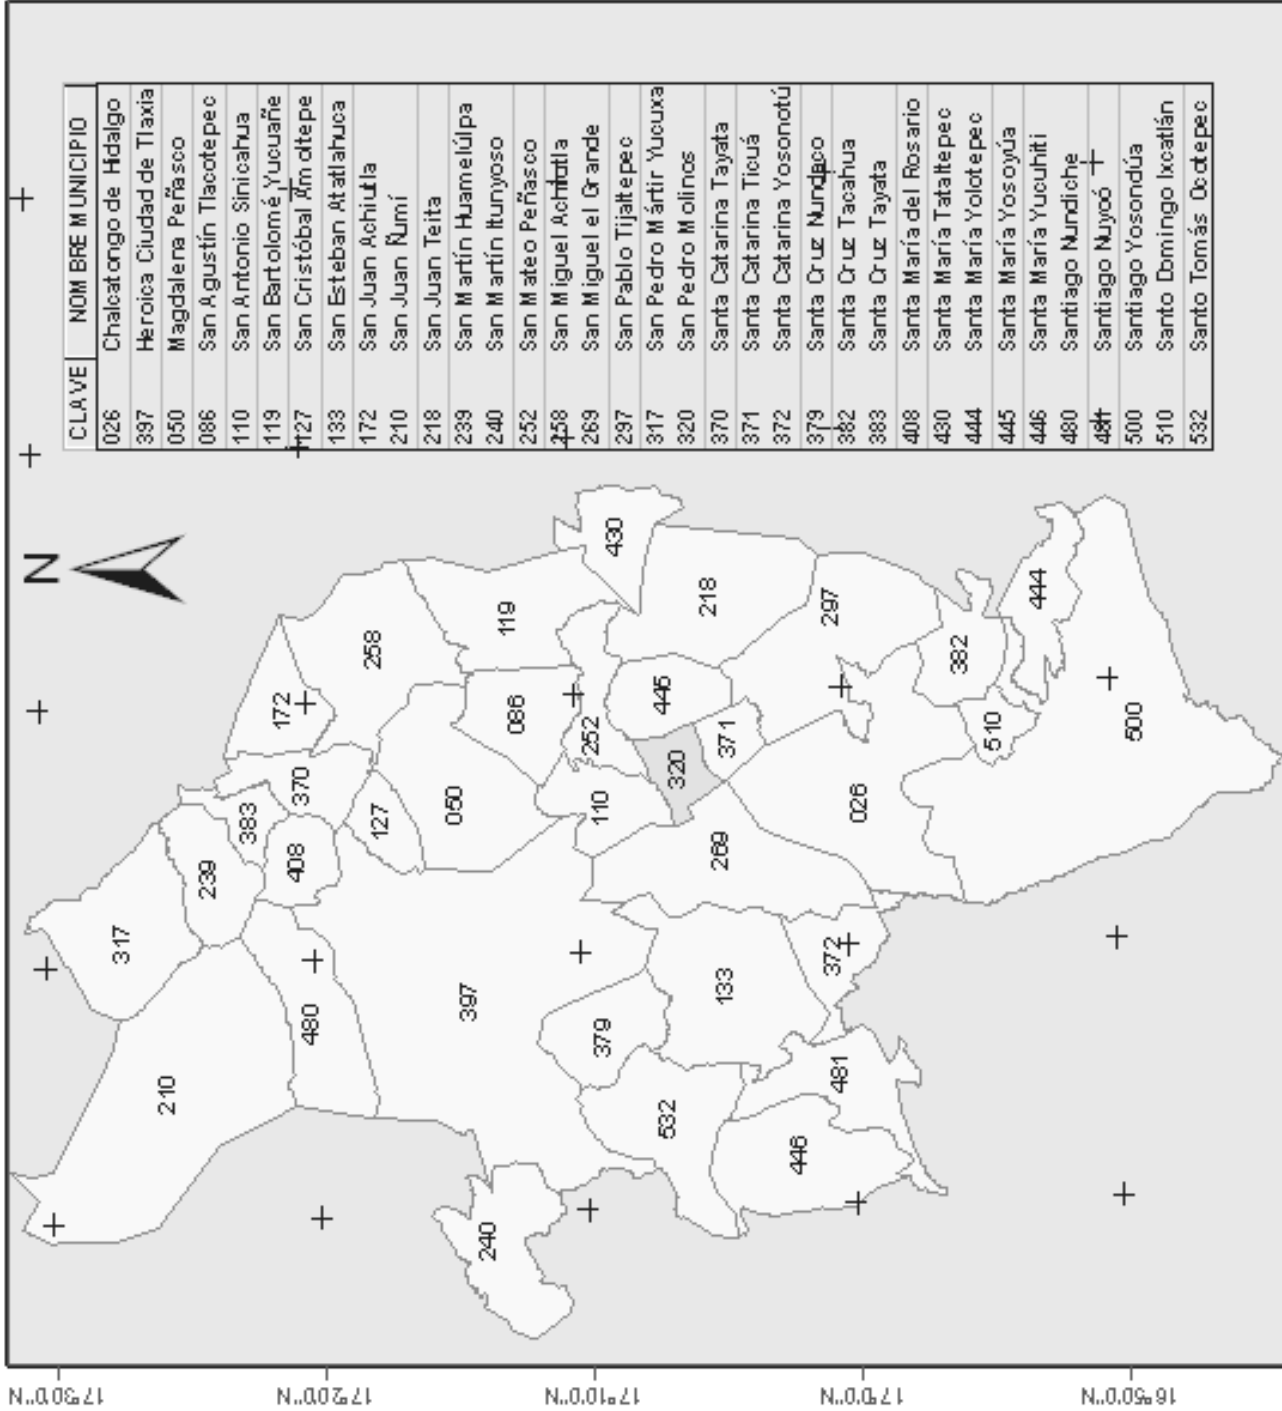 N
CLAVE NOMBRE MUNICIPIO
026 Chalcatongo de Hidalgo
397 Heroica Ciudad de Tlaxia
050 Magdalena Peñasco
086 San Agustín Tlacotepec
110 San Antonio Sinicahua
119 San Bartolomé Yucuañe
127 San Cristóbal Amoltepec
133 San Esteban Atatlahuca
172 San Juan Achiutla
210 San Juan Ñumí
218 San Juan Teita
239 San Martín Huamelúlpa
240 San Martín Itunyoso
252 San Mateo Peñasco
258 San Miguel Achiutla
269 San Miguel el Grande
297 San Pablo Tijaltepec
317 San Pedro Mártir Yucuxa
320 San Pedro Molinos
370 Santa Catarina Tayata
371 Santa Catarina Ticuá
372 Santa Catarina Yosonotú
379 Santa Cruz Nundaco
382 Santa Cruz Tacahua
383 Santa Cruz Tayata
408 Santa María del Rosario
430 Santa María Tataltepec
444 Santa María Yolotepec
445 Santa María Yosoyúa
446 Santa María Yucuhiti
480 Santiago Nundiche
481 Santiago Nuyoó
500 Santiago Yosondúa
510 Santo Domingo Ixcatlán
532 Santo Tomás Ocotepec
317
210
239
383
172
370
408
480
127
258
050
397
119
086
240
252
110
379
430
445
320
218
532
371
269
133
446
297
372
481
026
382
510
444
500
17°30'0"N
17°20'0"N
17°10'0"N
17°0'0"N
16°50'0"N